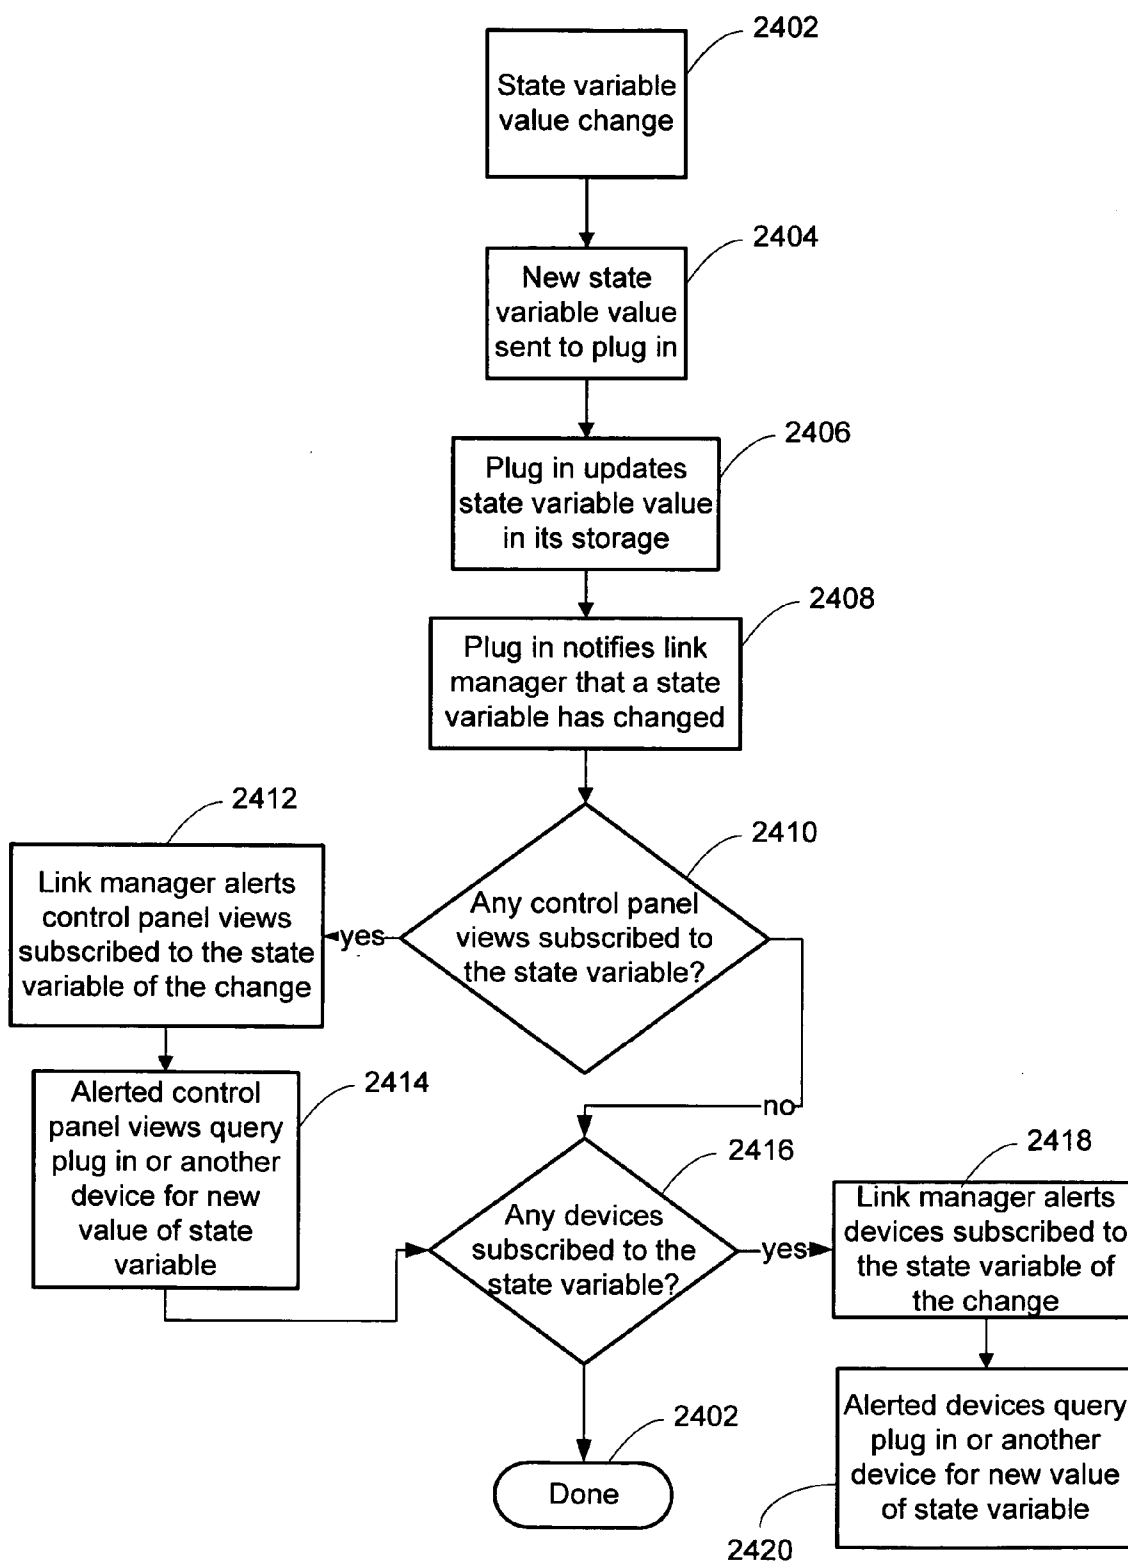 2402
State variable
value change
2404
New state
variable value
sent to plug in
2406
Plug in updates
state variable value
in its storage
2408
Plug in notifies link
manager that a state
variable has changed
2410
Any control panel
views subscribed to
the state variable?
yes
no
2412
Link manager alerts
control panel views
subscribed to the state
variable of the change
2414
Alerted control
panel views query
plug in or another
device for new
value of state
variable
2416
Any devices
subscribed to the
state variable?
yes
2418
Link manager alerts
devices subscribed to
the state variable of
the change
2420
Alerted devices query
plug in or another
device for new value
of state variable
2402
Done